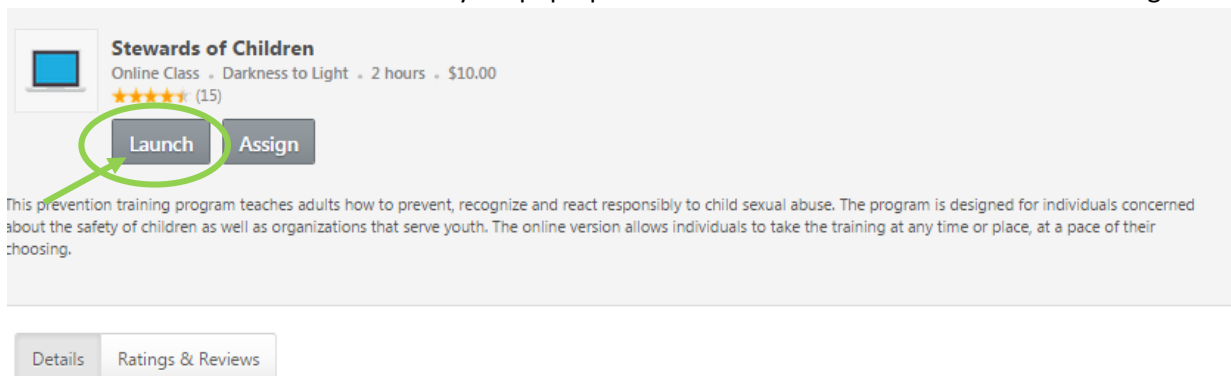 Stewards of Children
Online Class . Darkness to Light . 2 hours . $10.00
(15)
Launch Assign
This prevention training program teaches adults how to prevent, recognize and react responsibly to child sexual abuse. The program is designed for individuals concerned
about the safety of children as well as organizations that serve youth. The online version allows individuals to take the training at any time or place, at a pace of their
choosing.
Details Ratings & Reviews